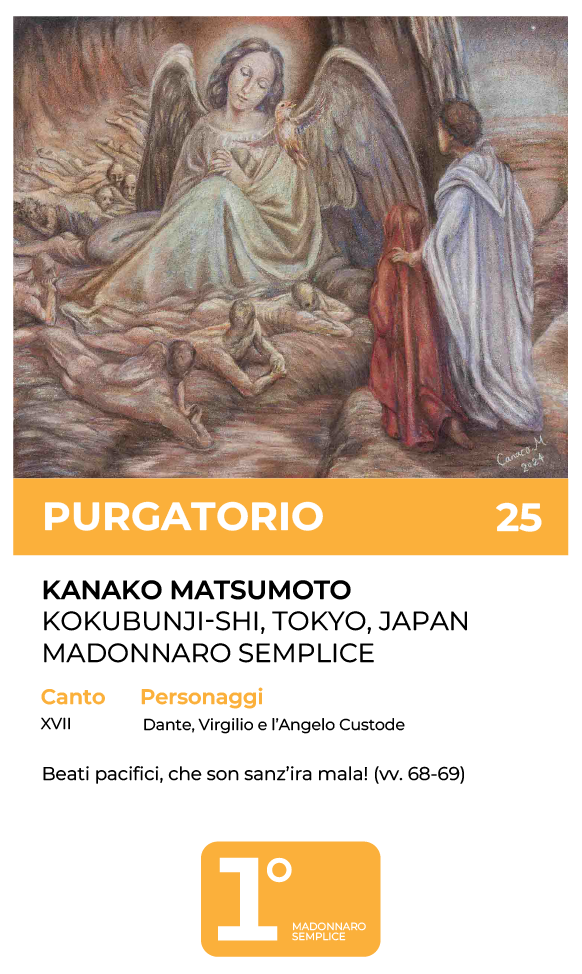 Canaco.M
2024
PURGATORIO 25
KANAKO MATSUMOTO
KOKUBUNJI-SHI, TOKYO, JAPAN
MADONNARO SEMPLICE
Canto Personaggi
XVII Dante, Virgilio e l'Angelo Custode
Beati pacifici, che son sanz'ira mala! (vv. 68-69)
1°
MADONNARO
SEMPLICE